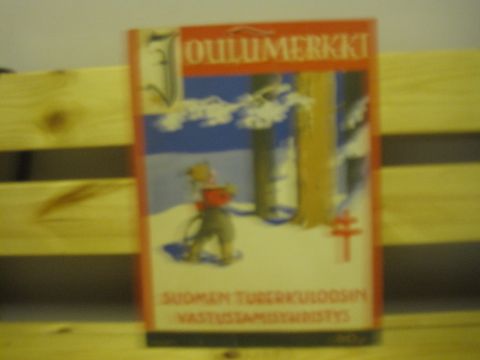 JOULUMERKKI
SUOMEN TUBERKULOOSIN
VASTUSTAMISYHDISTYS